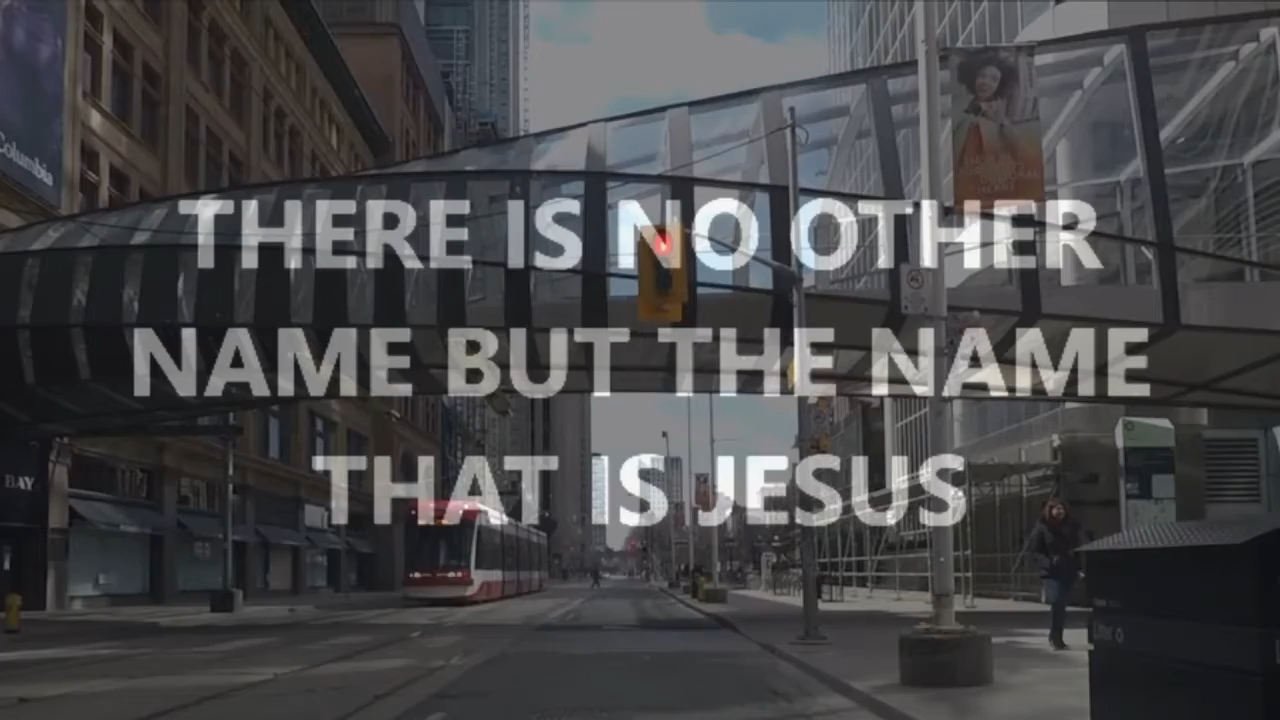 Columbia
THERE IS NO OTHER
NAME BUT THE NAME
THAT IS JESUS
BAY